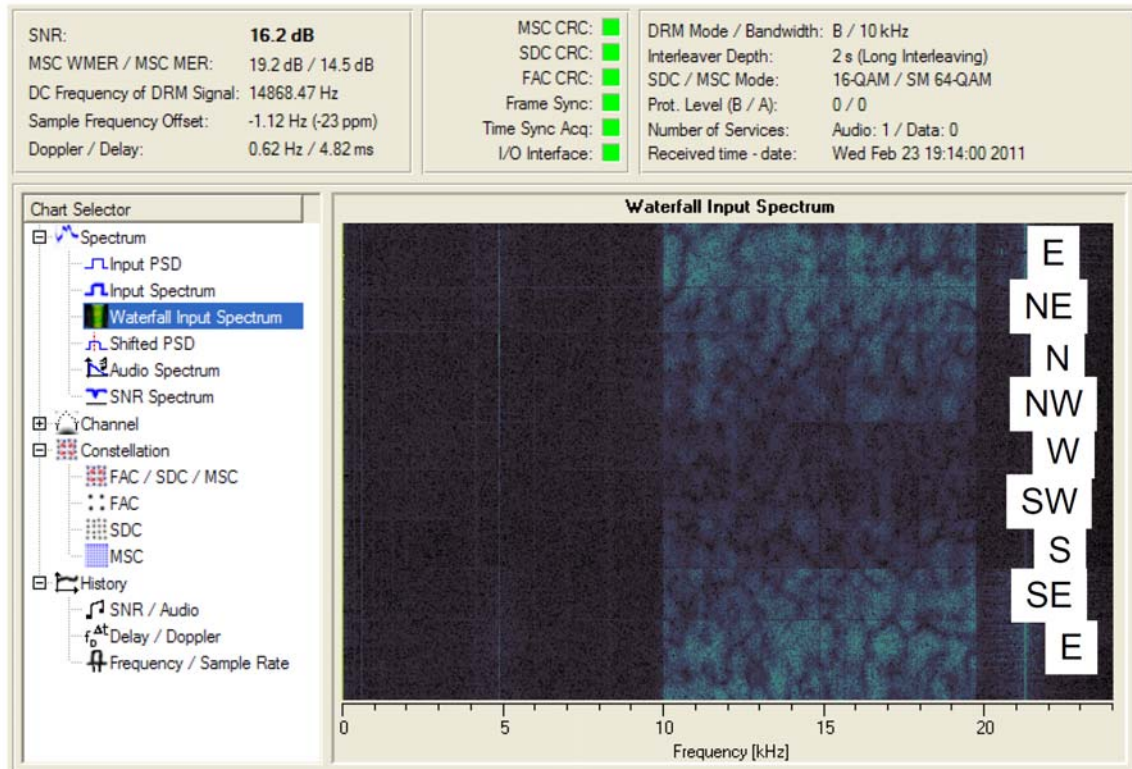 SNR: 16.2 dB
MSC WMER / MSC MER: 19.2 dB / 14.5 dB
DC Frequency of DRM Signal: 14868.47 Hz
Sample Frequency Offset: -1.12 Hz (-23 ppm)
Doppler / Delay: 0.62 Hz / 4.82 ms
MSC CRC:
SDC CRC:
FAC CRC:
Frame Sync:
Time Sync Acq:
I/O Interface:
DRM Mode / Bandwidth: B / 10 kHz
Interleaver Depth: 2 s (Long Interleaving)
SDC / MSC Mode: 16-QAM / SM 64-QAM
Prot. Level (B / A): 0 / 0
Number of Services: Audio: 1 / Data: 0
Received time - date: Wed Feb 23 19:14:00 2011
Chart Selector
Spectrum
Input PSD
Input Spectrum
Waterfall Input Spectrum
Shifted PSD
Audio Spectrum
SNR Spectrum
Channel
Constellation
FAC / SDC / MSC
FAC
SDC
MSC
History
SNR / Audio
Delay / Doppler
Frequency / Sample Rate
Waterfall Input Spectrum
E
NE
N
NW
W
SW
S
SE
E
0 5 10 15 20
Frequency [kHz]